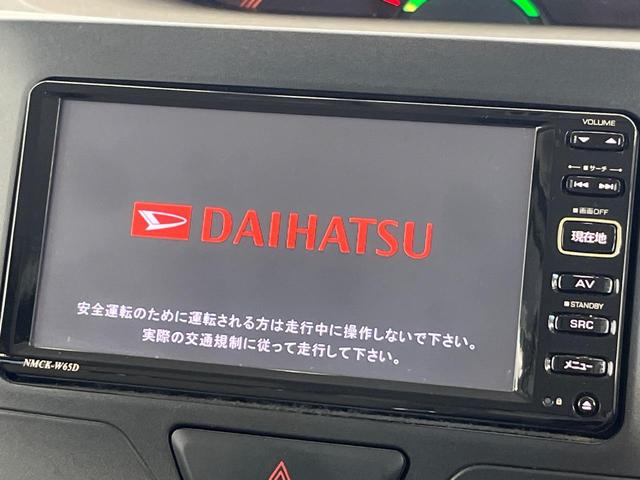 VOLUME
サーチ
画面OFF
現在地
AV
STANDBY
SRC
メニュー
DAIHATSU
安全運転のために運転される方は走行中に操作しないで下さい。
実際の交通規制に従って走行して下さい。
NMCK-W65D